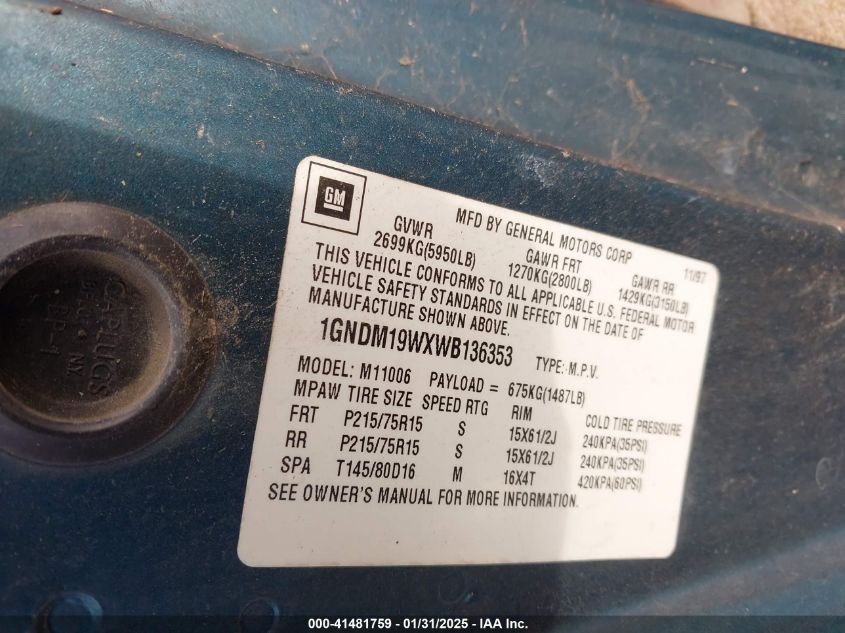 GM
MFD BY GENERAL MOTORS CORP 11/97
GVWR GAWR FRT GAWR RR
2699KG(5950LB) 1270KG(2800LB) 1429KG(3150LB)
THIS VEHICLE CONFORMS TO ALL APPLICABLE U.S. FEDERAL MOTOR
VEHICLE SAFETY STANDARDS IN EFFECT ON THE DATE OF
MANUFACTURE SHOWN ABOVE.
1GNDM19WXWB136353 TYPE: M.P.V.
MODEL: M11006 PAYLOAD = 675KG(1487LB)
MPAW TIRE SIZE SPEED RTG RIM COLD TIRE PRESSURE
FRT P215/75R15 S 15X61/2J 240KPA(35PSI)
RR P215/75R15 S 15X61/2J 240KPA(35PSI)
SPA T145/80D16 M 16X4T 420KPA(60PSI)
SEE OWNER'S MANUAL FOR MORE INFORMATION.
CAPLUGS
NY
000-41481759 - 01/31/2025 - IAA Inc.